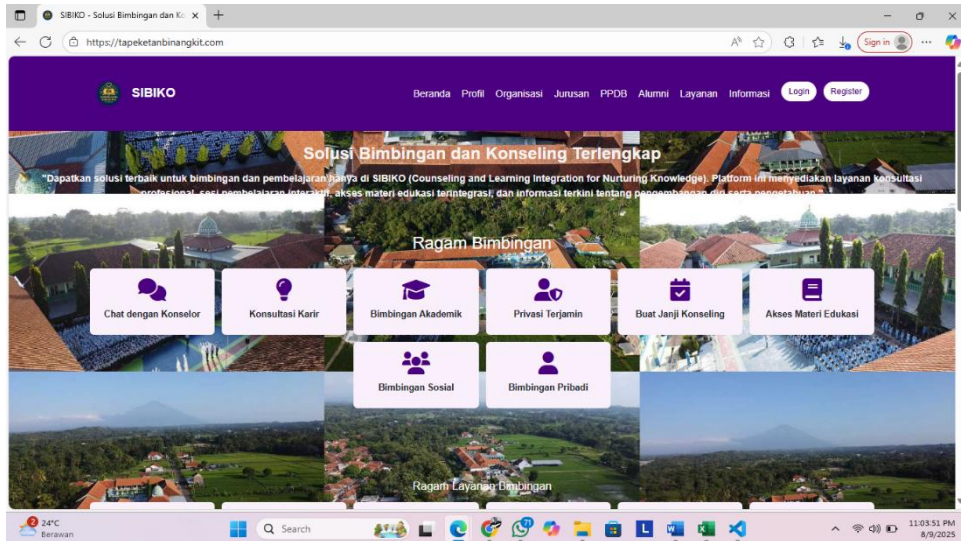 SIBIKO - Solusi Bimbingan dan Ko
https://tapeketanbinangkit.com
Sign in
SIBIKO
Beranda Profil Organisasi Jurusan PPDB Alumni Layanan Informasi Login Register
Solusi Bimbingan dan Konseling Terlengkap
"Dapatkan solusi terbaik untuk bimbingan dan pembelajaran hanya di SIBIKO (Counseling and Learning Integration for Nurturing Knowledge). Platform ini menyediakan layanan konsultasi
profesional, sesi pembelajaran interaktif, akses materi edukasi terintegrasi, dan informasi terkini tentang pengembangan diri serta pengetahuan."
Ragam Bimbingan
Chat dengan Konselor
Konsultasi Karir
Bimbingan Akademik
Privasi Terjamin
Buat Janji Konseling
Akses Materi Edukasi
Bimbingan Sosial
Bimbingan Pribadi
Ragam Layanan Bimbingan
2
24°C
Berawan
Search
11:03:51 PM
8/9/2025